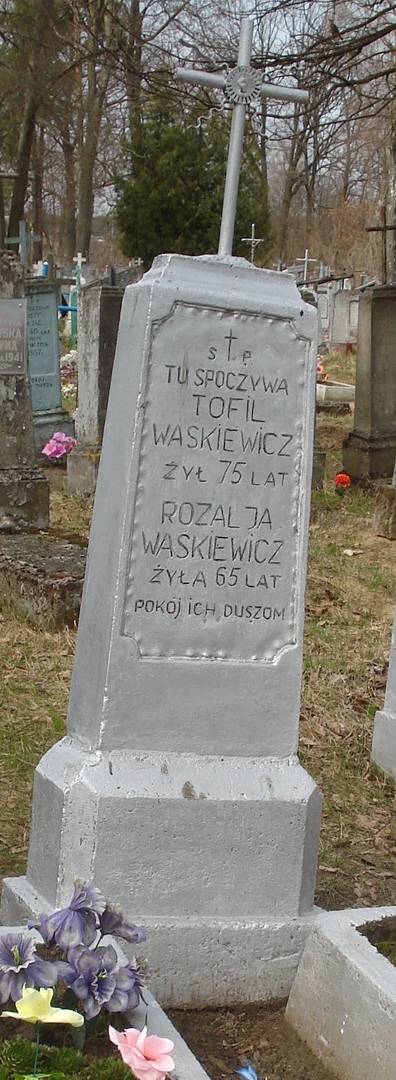 S † P
TU SPOCZYWA
TOFIL
WASKIEWICZ
ŻYŁ 75 LAT
ROZALJA
WASKIEWICZ
ŻYŁA 65 LAT
POKÓJ ICH DUSZOM